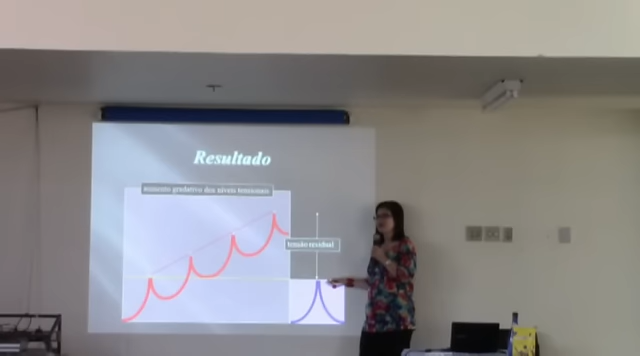 Resultado
aumento gradativo dos níveis tensionais
tensão residual